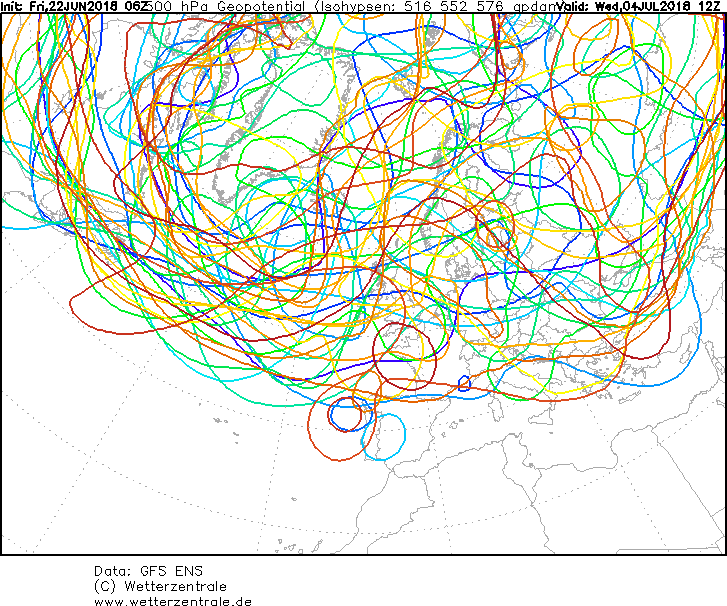 Init: Fri,22JUN2018 06Z 500 hPa Geopotential (Isohypsen: 516 552 576 gpdam Valid: Wed,04JUL2018 12Z
Data: GFS ENS
(C) Wetterzentrale
www.wetterzentrale.de